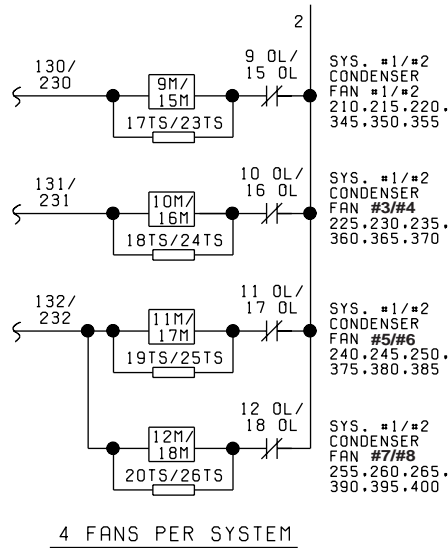 2
130/
230
9M/
15M
17TS/23TS
9 OL/
15 OL
SYS. #1/#2
CONDENSER
FAN #1/#2
210.215.220.
345.350.355
131/
231
10M/
16M
18TS/24TS
10 OL/
16 OL
SYS. #1/#2
CONDENSER
FAN #3/#4
225.230.235.
360.365.370
132/
232
11M/
17M
19TS/25TS
11 OL/
17 OL
SYS. #1/#2
CONDENSER
FAN #5/#6
240.245.250.
375.380.385
12M/
18M
20TS/26TS
12 OL/
18 OL
SYS. #1/#2
CONDENSER
FAN #7/#8
255.260.265.
390.395.400
4 FANS PER SYSTEM